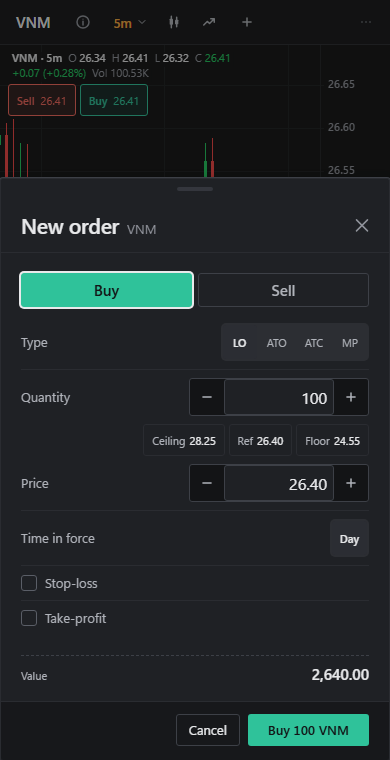 VNM 5m
VNM · 5m O 26.34 H 26.41 L 26.32 C 26.41
+0.07 (+0.28%) Vol 100.53K
26.65
Sell 26.41 Buy 26.41
26.60
26.55
New order VNM
Buy Sell
Type LO ATO ATC MP
Quantity − 100 +
Ceiling 28.25 Ref 26.40 Floor 24.55
Price − 26.40 +
Time in force Day
Stop-loss
Take-profit
Value 2,640.00
Cancel Buy 100 VNM